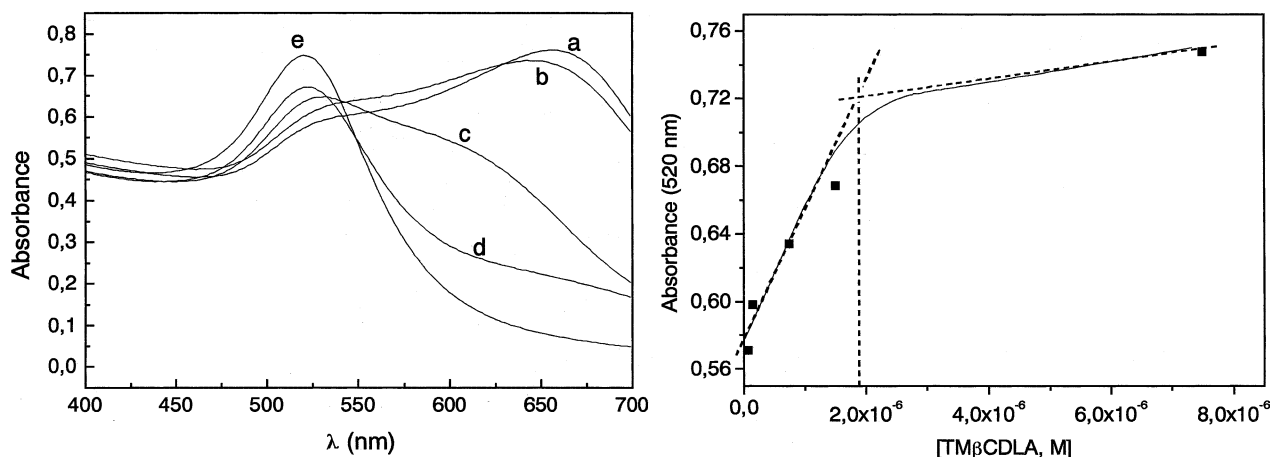 0,8
0,7
0,6
0,5
0,4
0,3
0,2
0,1
0,0
Absorbance
e
a
b
c
d
400 450 500 550 600 650 700
λ (nm)
0,76
0,72
0,68
0,64
0,60
0,56
Absorbance (520 nm)
0,0 2,0x10⁻⁶ 4,0x10⁻⁶ 6,0x10⁻⁶ 8,0x10⁻⁶
[TMβCDLA, M]